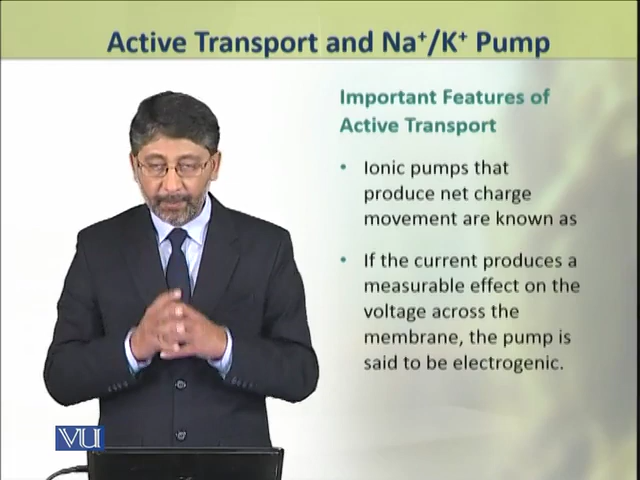 Active Transport and Na⁺/K⁺ Pump
Important Features of
Active Transport
• Ionic pumps that
produce net charge
movement are known as
• If the current produces a
measurable effect on the
voltage across the
membrane, the pump is
said to be electrogenic.
VU